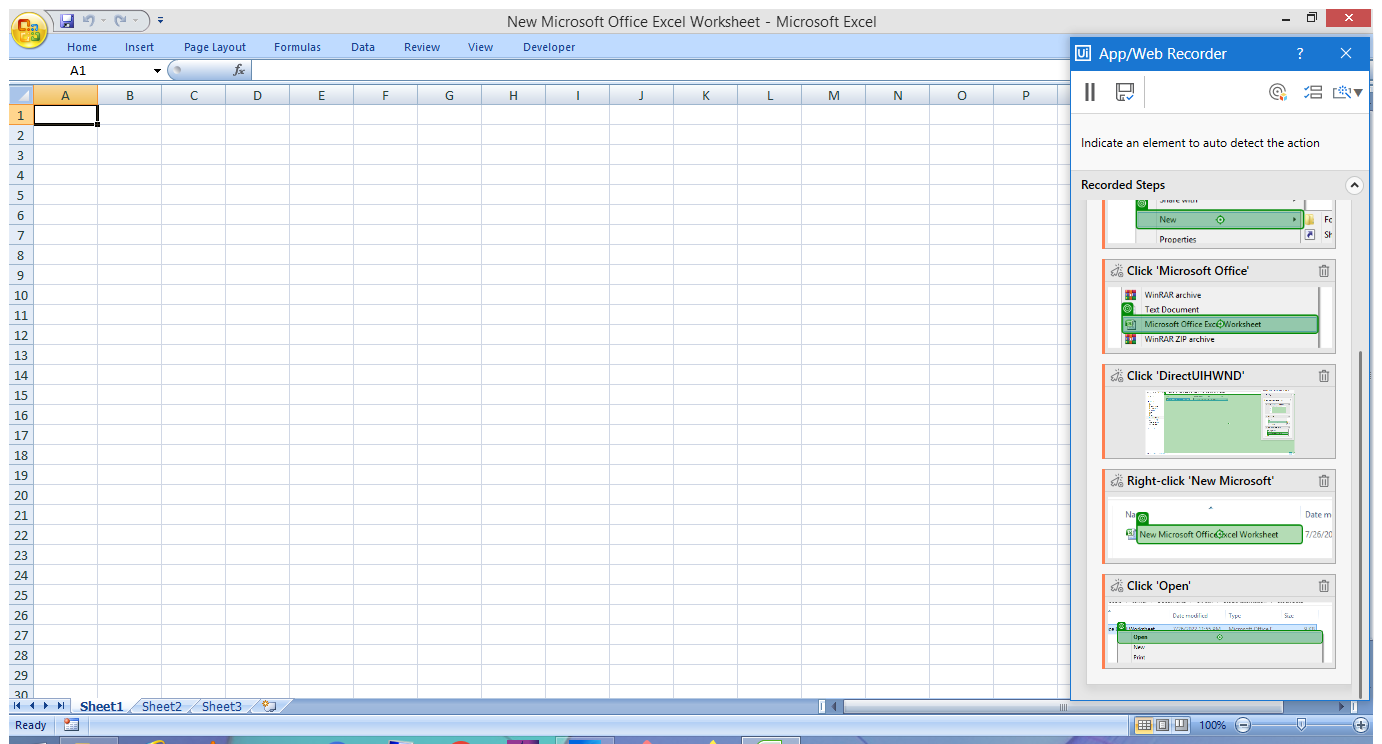 New Microsoft Office Excel Worksheet - Microsoft Excel
Home Insert Page Layout Formulas Data Review View Developer
A1 fx
A B C D E F G H I J K L M N O P
1
2
3
4
5
6
7
8
9
10
11
12
13
14
15
16
17
18
19
20
21
22
23
24
25
26
27
28
29
30
Sheet1 Sheet2 Sheet3
Ready 100%
Ui App/Web Recorder ?
Indicate an element to auto detect the action
Recorded Steps
Share with
New Fo
Properties Sh
Click 'Microsoft Office'
WinRAR archive
Text Document
Microsoft Office Excel Worksheet
WinRAR ZIP archive
Click 'DirectUIHWND'
Right-click 'New Microsoft'
Na Date m
New Microsoft Office Excel Worksheet 7/26/20
Click 'Open'
Date modified Type Size
ce Worksheet Microsoft Office
Open
New
Print